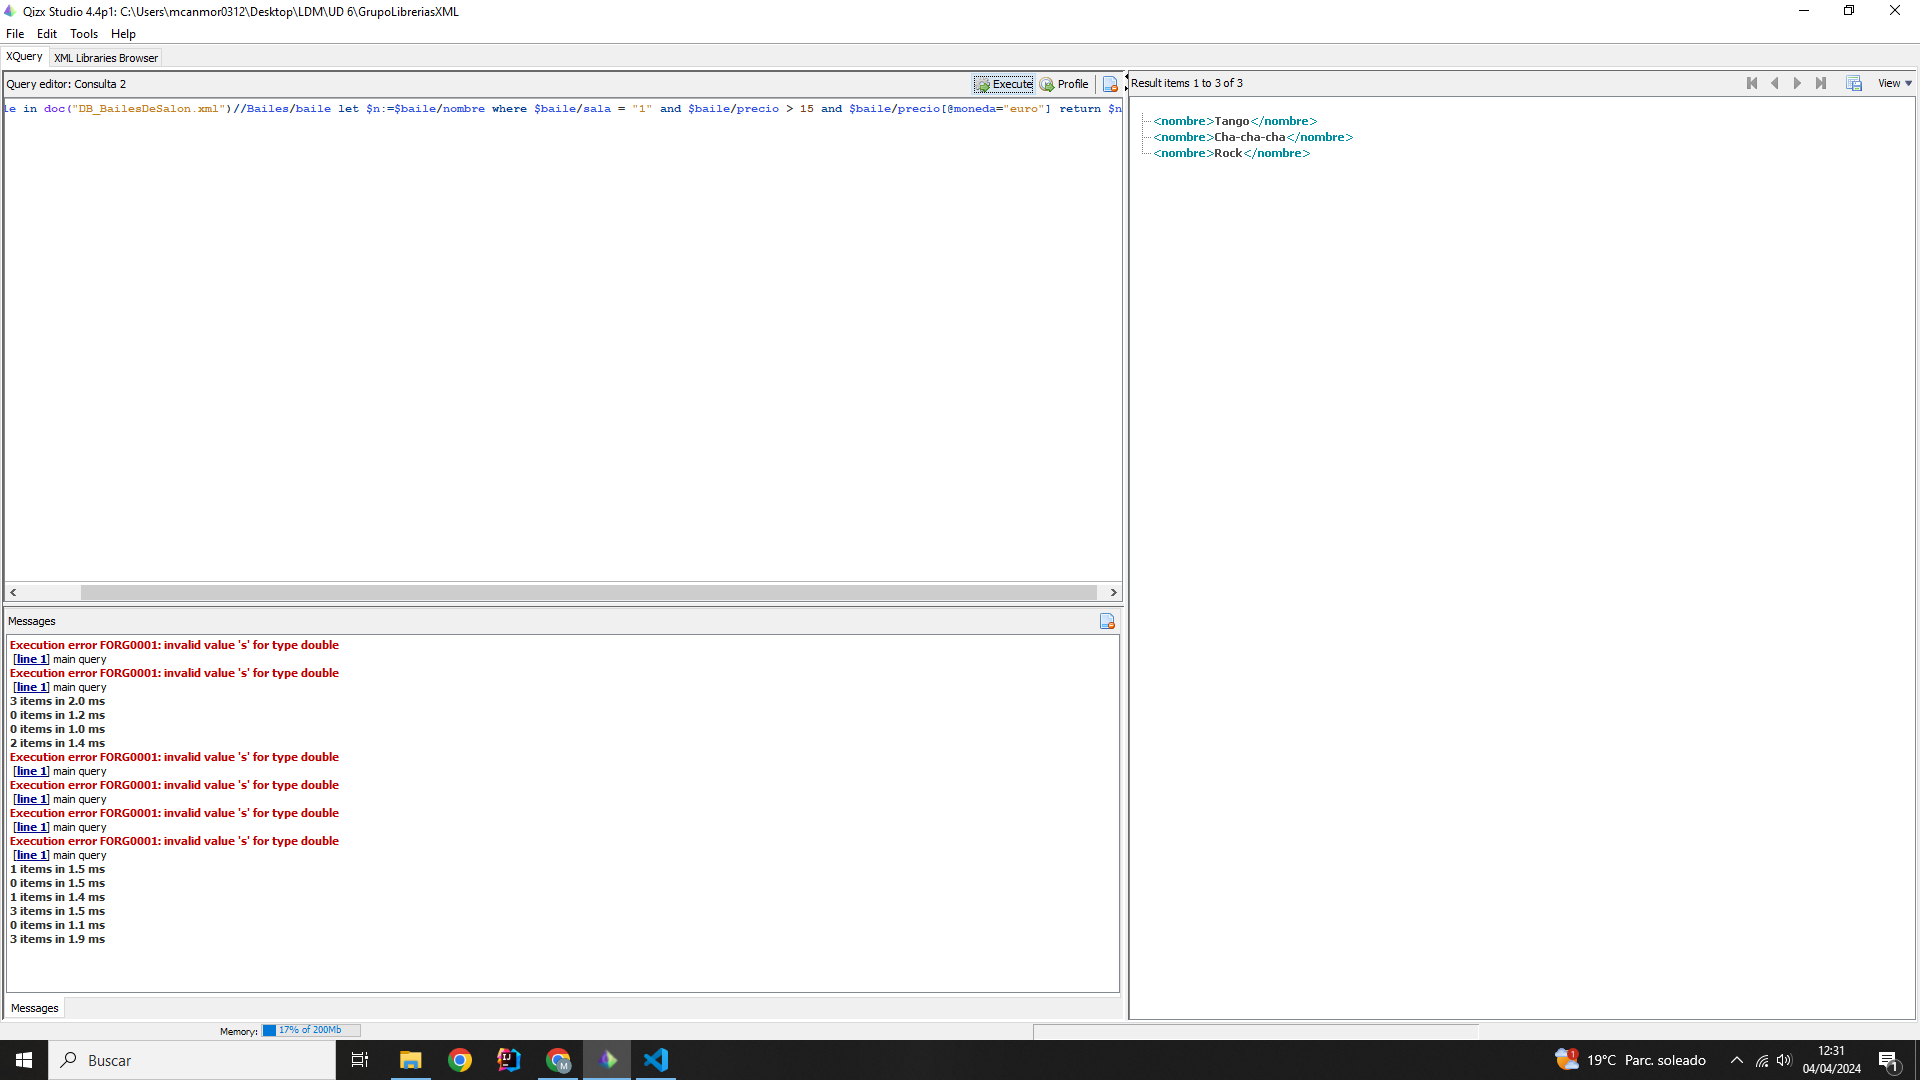 Qizx Studio 4.4p1: C:\Users\mcanmor0312\Desktop\LDM\UD 6\GrupoLibreriasXML
File Edit Tools Help
XQuery XML Libraries Browser
Query editor: Consulta 2 Execute Profile
le in doc("DB_BailesDeSalon.xml")//Bailes/baile let $n:=$baile/nombre where $baile/sala = "1" and $baile/precio > 15 and $baile/precio[@moneda="euro"] return $n
Messages
Execution error FORG0001: invalid value 's' for type double
[line 1] main query
Execution error FORG0001: invalid value 's' for type double
[line 1] main query
3 items in 2.0 ms
0 items in 1.2 ms
0 items in 1.0 ms
2 items in 1.4 ms
Execution error FORG0001: invalid value 's' for type double
[line 1] main query
Execution error FORG0001: invalid value 's' for type double
[line 1] main query
Execution error FORG0001: invalid value 's' for type double
[line 1] main query
Execution error FORG0001: invalid value 's' for type double
[line 1] main query
1 items in 1.5 ms
0 items in 1.5 ms
1 items in 1.4 ms
3 items in 1.5 ms
0 items in 1.1 ms
3 items in 1.9 ms
Messages
Result items 1 to 3 of 3 View
<nombre>Tango</nombre>
<nombre>Cha-cha-cha</nombre>
<nombre>Rock</nombre>
Memory: 17% of 200Mb
Buscar
IJ
M
1
19°C Parc. soleado
12:31
04/04/2024
1